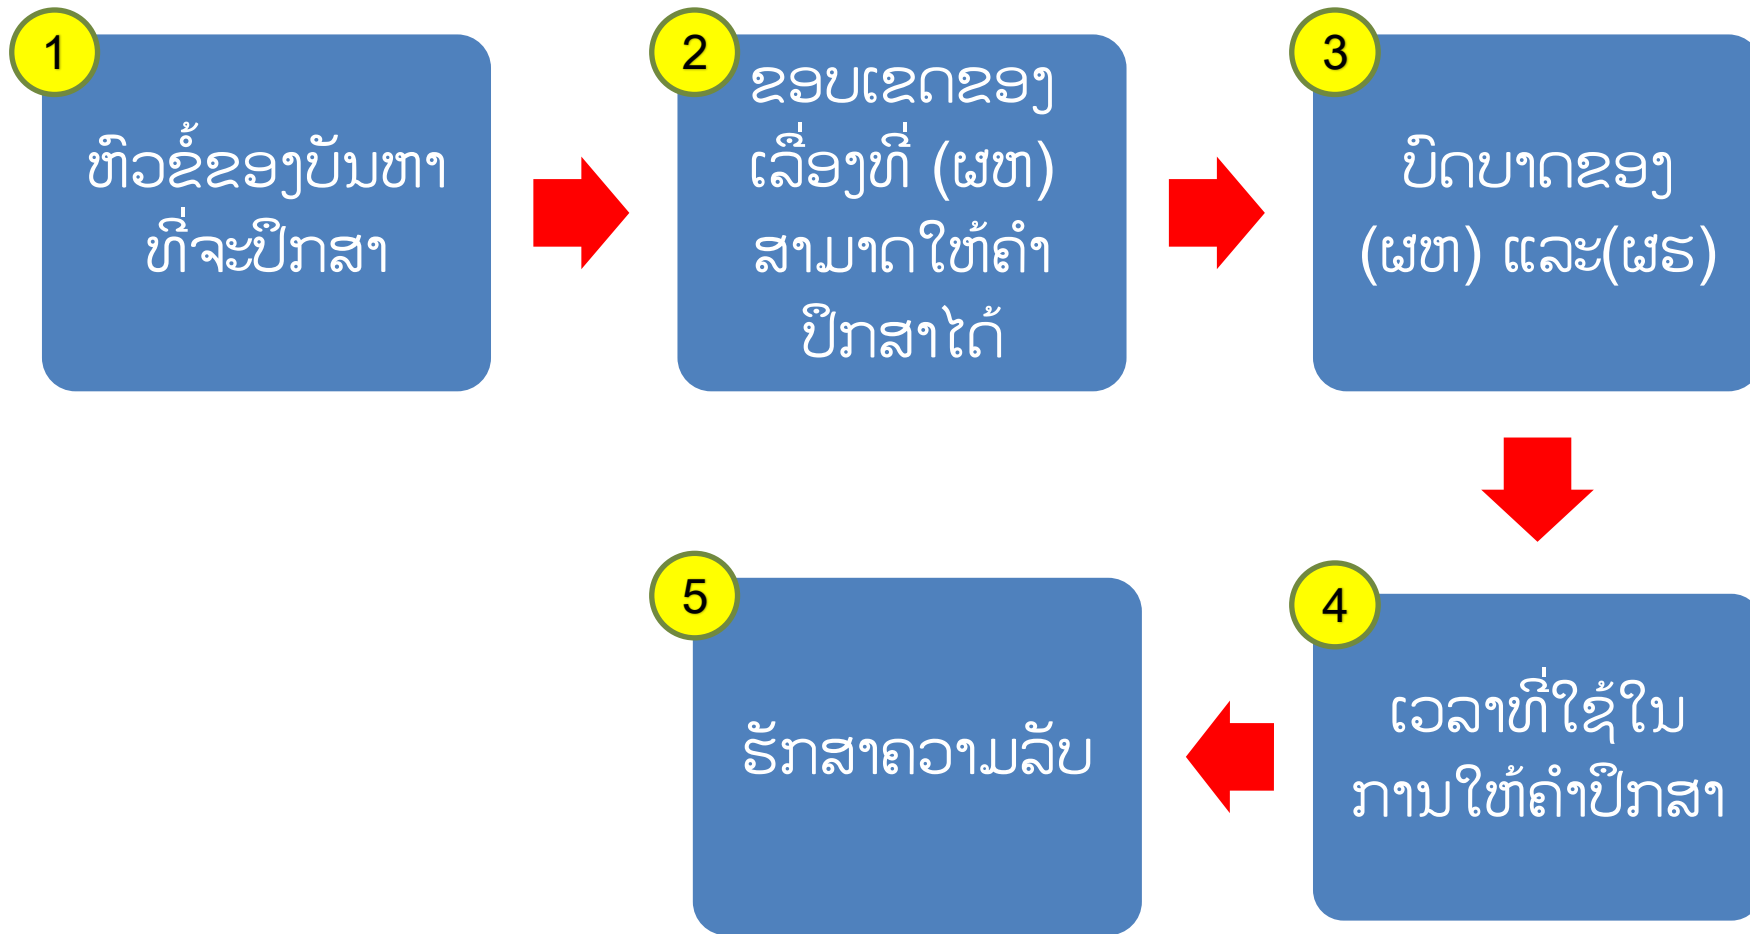 1
ຫົວຂໍ້ຂອງບັນຫາ
ທີ່ຈະປຶກສາ
2
ຂອບເຂດຂອງ
ເລື່ອງທີ່ (ຜຫ)
ສາມາດໃຫ້ຄຳ
ປຶກສາໄດ້
3
ບົດບາດຂອງ
(ຜຫ) ແລະ(ຜຮ)
4
ເວລາທີ່ໃຊ້ໃນ
ການໃຫ້ຄຳປຶກສາ
5
ຮັກສາຄວາມລັບ